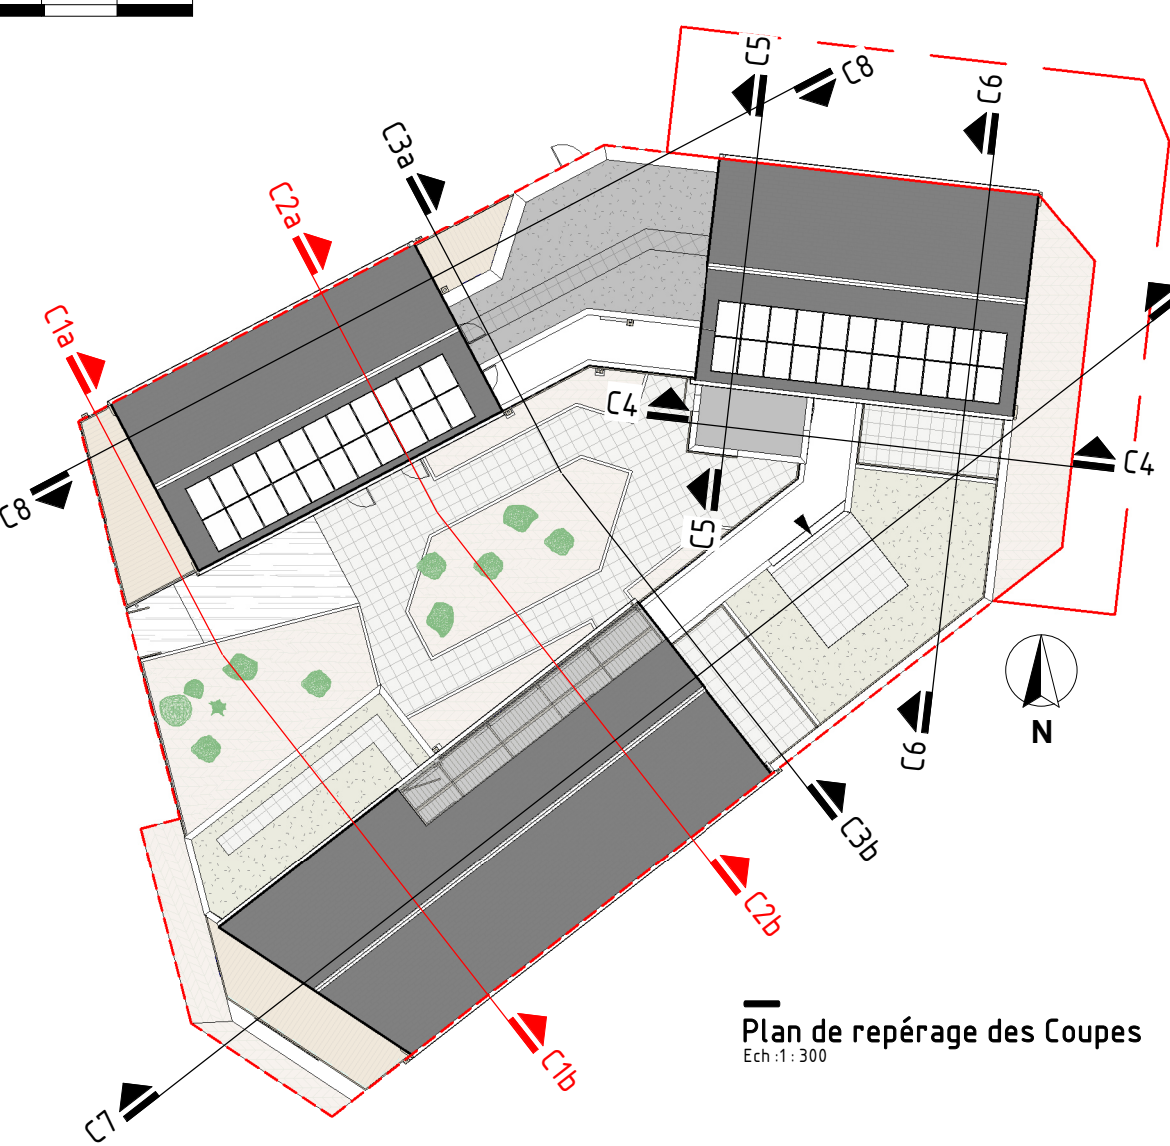 C5
C8
C6
C3a
C2a
C1a
C4
C4
C8
C5
C6
N
C3b
C2b
Plan de repérage des Coupes
Ech :1 : 300
C1b
C7